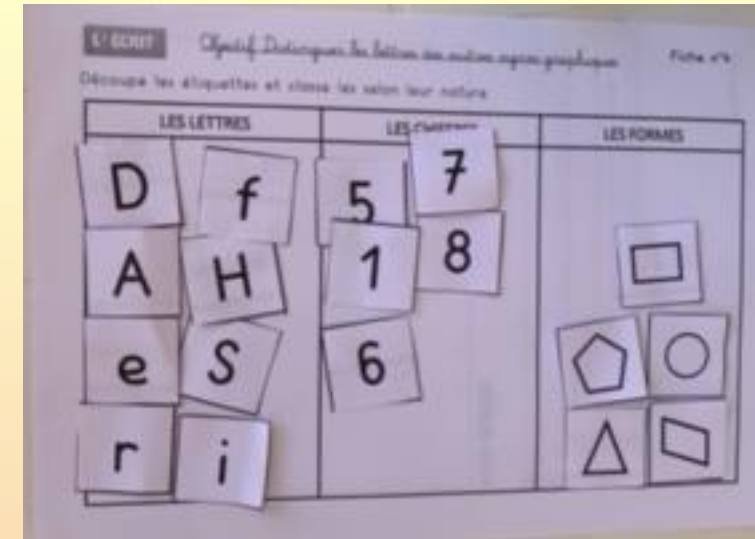 L'ÉCRIT Objectif Distinguer les lettres des autres signes graphiques Fiche n°
Découpe les étiquettes et classe les selon leur nature
LES LETTRES LES LES FORMES
D f 5 7
A H 1 8
e S 6
r i